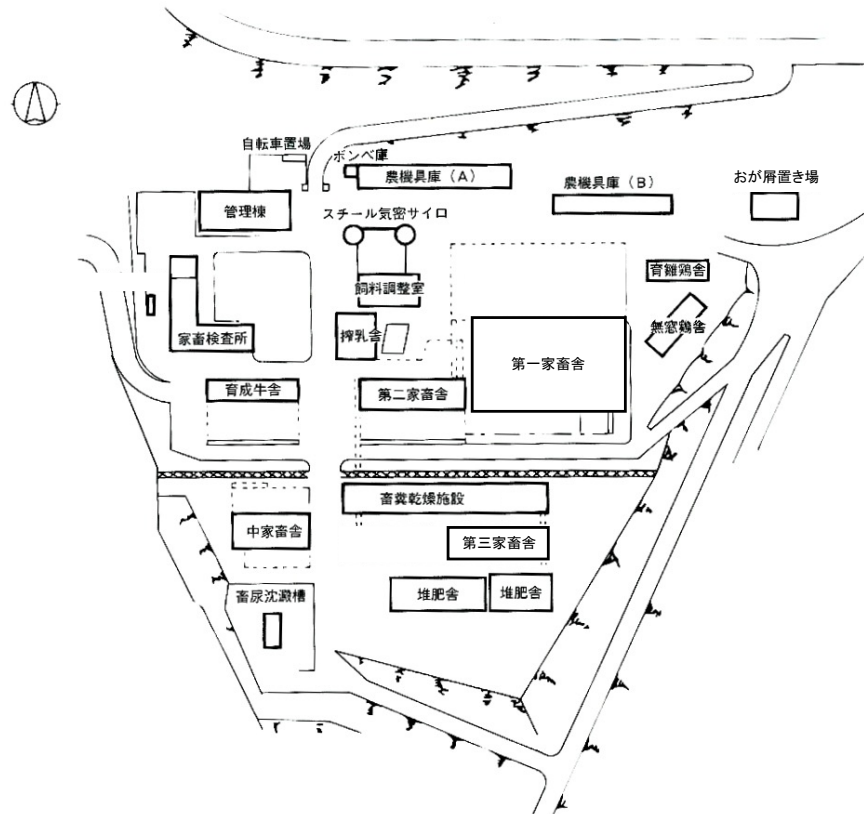 自転車置場
ボンベ庫
農機具庫(A)
農機具庫(B)
おが屑置き場
管理棟
スチール気密サイロ
育雛鶏舎
飼料調整室
無窓鶏舎
搾乳舎
家畜検査所
第一家畜舎
育成牛舎
第二家畜舎
畜糞乾燥施設
中家畜舎
第三家畜舎
畜尿沈澱槽
堆肥舎
堆肥舎